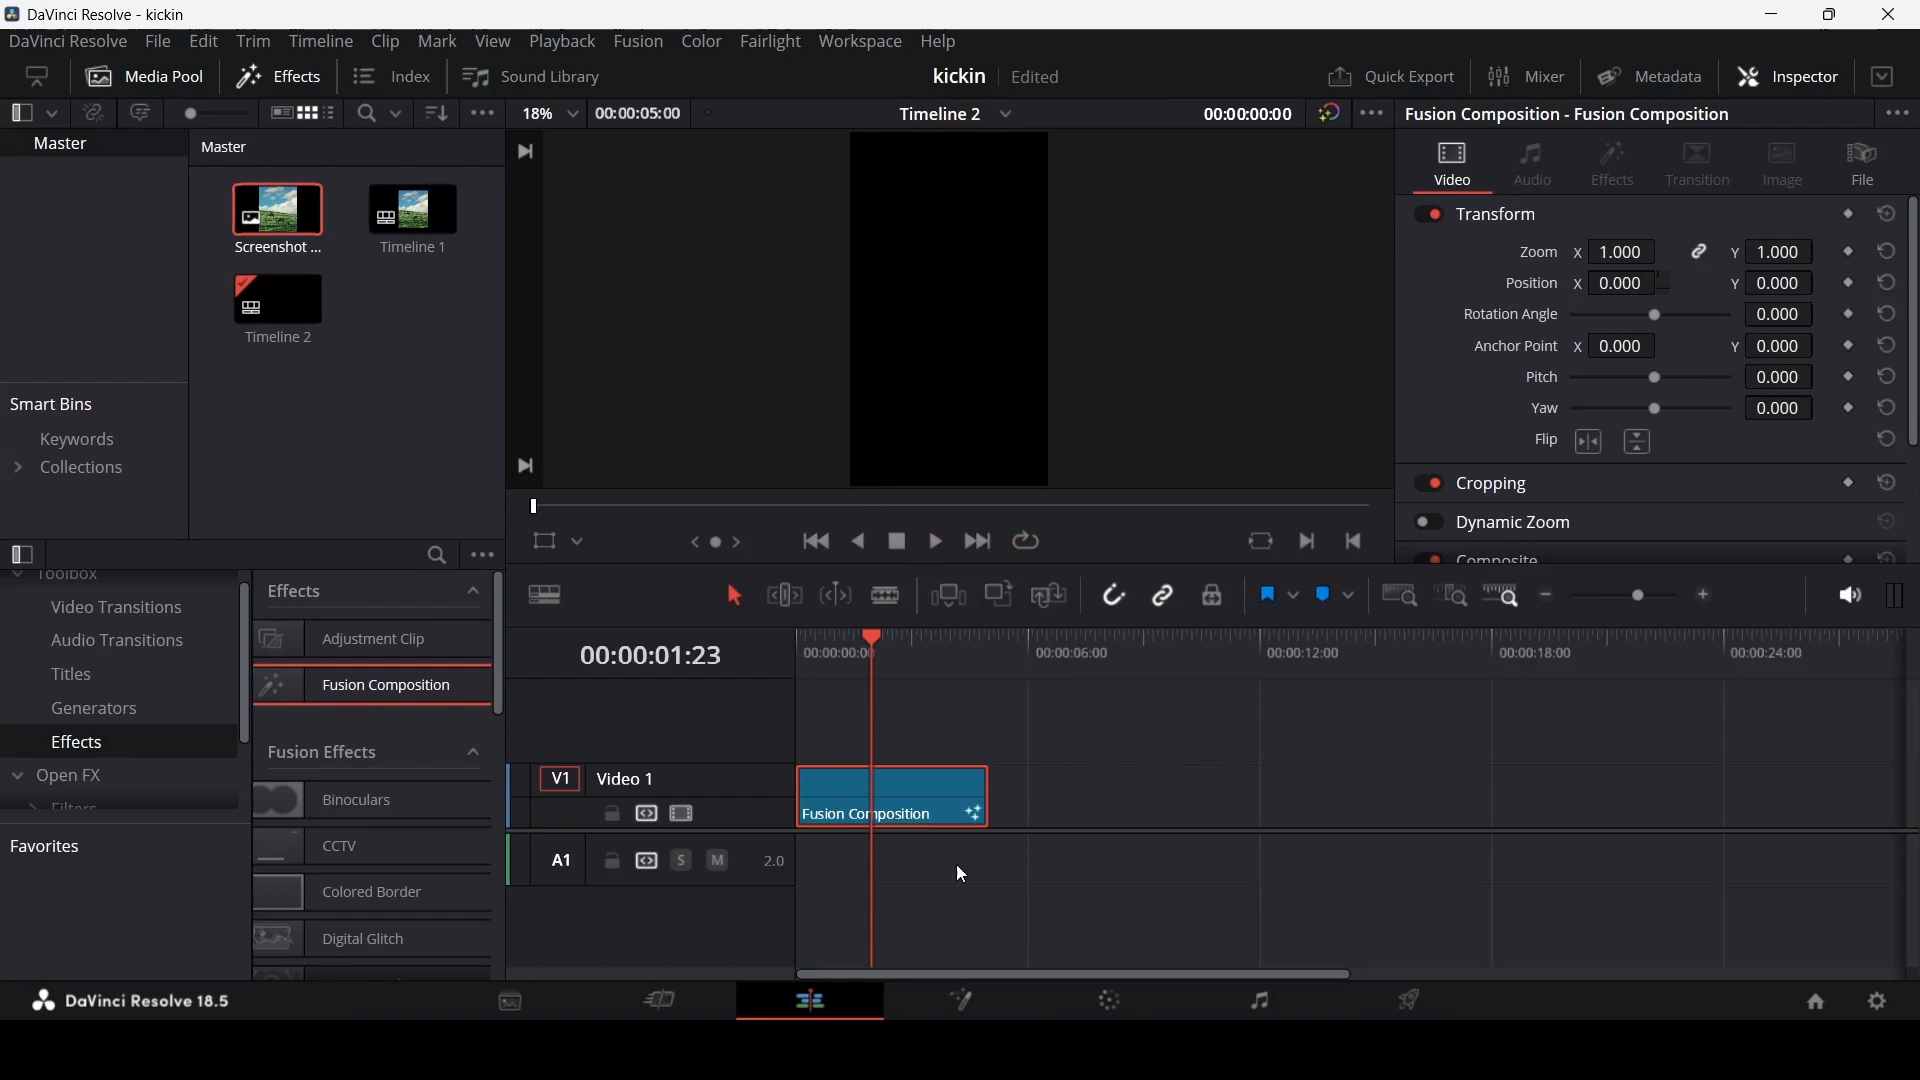 DaVinci Resolve - kickin
DaVinci Resolve File Edit Trim Timeline Clip Mark View Playback Fusion Color Fairlight Workspace Help
Media Pool Effects Index Sound Library kickin Edited Quick Export Mixer Metadata Inspector
18% 00:00:05:00 Timeline 2 00:00:00:00 Fusion Composition - Fusion Composition
Master
Master
Screenshot ...
Timeline 1
Timeline 2
Smart Bins
Keywords
Collections
Video Audio Effects Transition Image File
Transform
Zoom X 1.000 Y 1.000
Position X 0.000 Y 0.000
Rotation Angle 0.000
Anchor Point X 0.000 Y 0.000
Pitch 0.000
Yaw 0.000
Flip
Cropping
Dynamic Zoom
Composite
Toolbox
Video Transitions
Audio Transitions
Titles
Generators
Effects
Open FX
Filters
Favorites
Effects
Adjustment Clip
Fusion Composition
Fusion Effects
Binoculars
CCTV
Colored Border
Digital Glitch
00:00:01:23
00:00:00:00 00:00:06:00 00:00:12:00 00:00:18:00 00:00:24:00
V1 Video 1
Fusion Composition
A1 S M 2.0
DaVinci Resolve 18.5